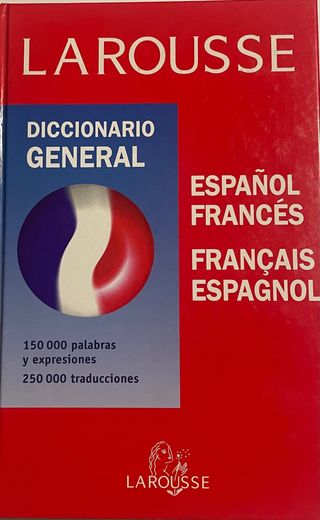 LAROUSSE
DICCIONARIO
GENERAL
ESPAÑOL
FRANCÉS
FRANÇAIS
ESPAGNOL
150 000 palabras
y expresiones
250 000 traducciones
LAROUSSE